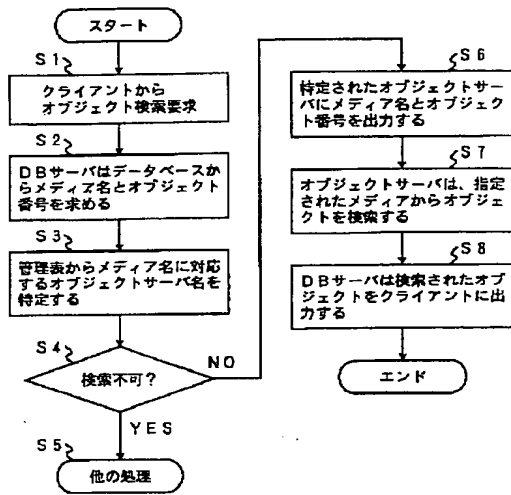 スタート
S1
クライアントから
オブジェクト検索要求
S2
DBサーバはデータベースか
らメディア名とオブジェクト
番号を求める
S3
管理表からメディア名に対応
するオブジェクトサーバ名を
特定する
S4
検索不可?
NO
YES
S5
他の処理
S6
特定されたオブジェクトサー
バにメディア名とオブジェク
ト番号を出力する
S7
オブジェクトサーバは、指定
されたメディアからオブジェ
クトを検索する
S8
DBサーバは検索されたオブ
ジェクトをクライアントに出
力する
エンド